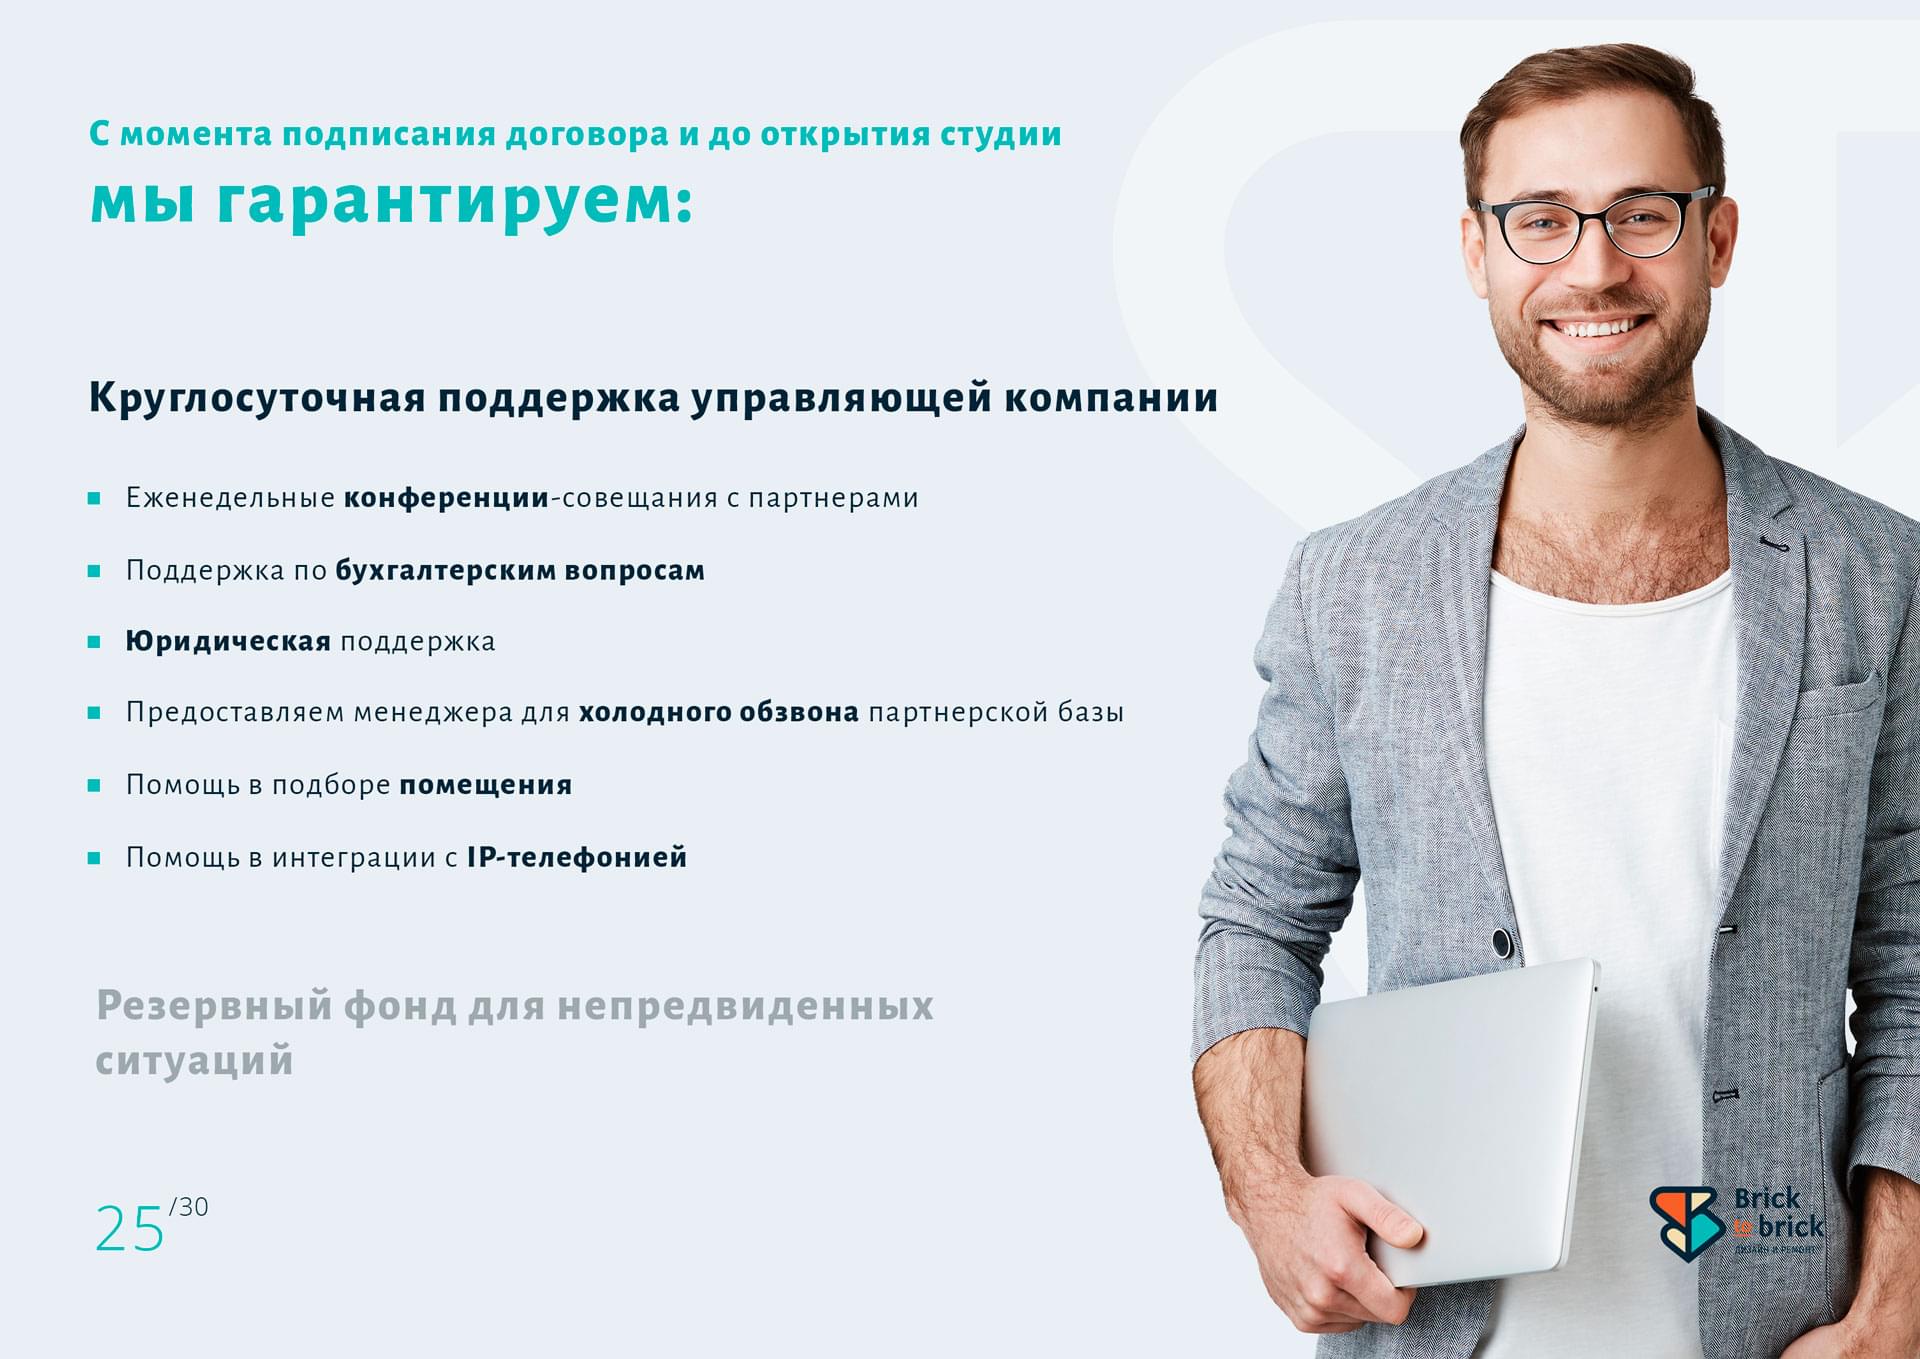 С момента подписания договора и до открытия студии
мы гарантируем:
Круглосуточная поддержка управляющей компании
Еженедельные конференции-совещания с партнерами
Поддержка по бухгалтерским вопросам
Юридическая поддержка
Предоставляем менеджера для холодного обзвона партнерской базы
Помощь в подборе помещения
Помощь в интеграции с IP-телефонией
Резервный фонд для непредвиденных
ситуаций
25/30
Brick
to brick
ДИЗАЙН И РЕМОНТ